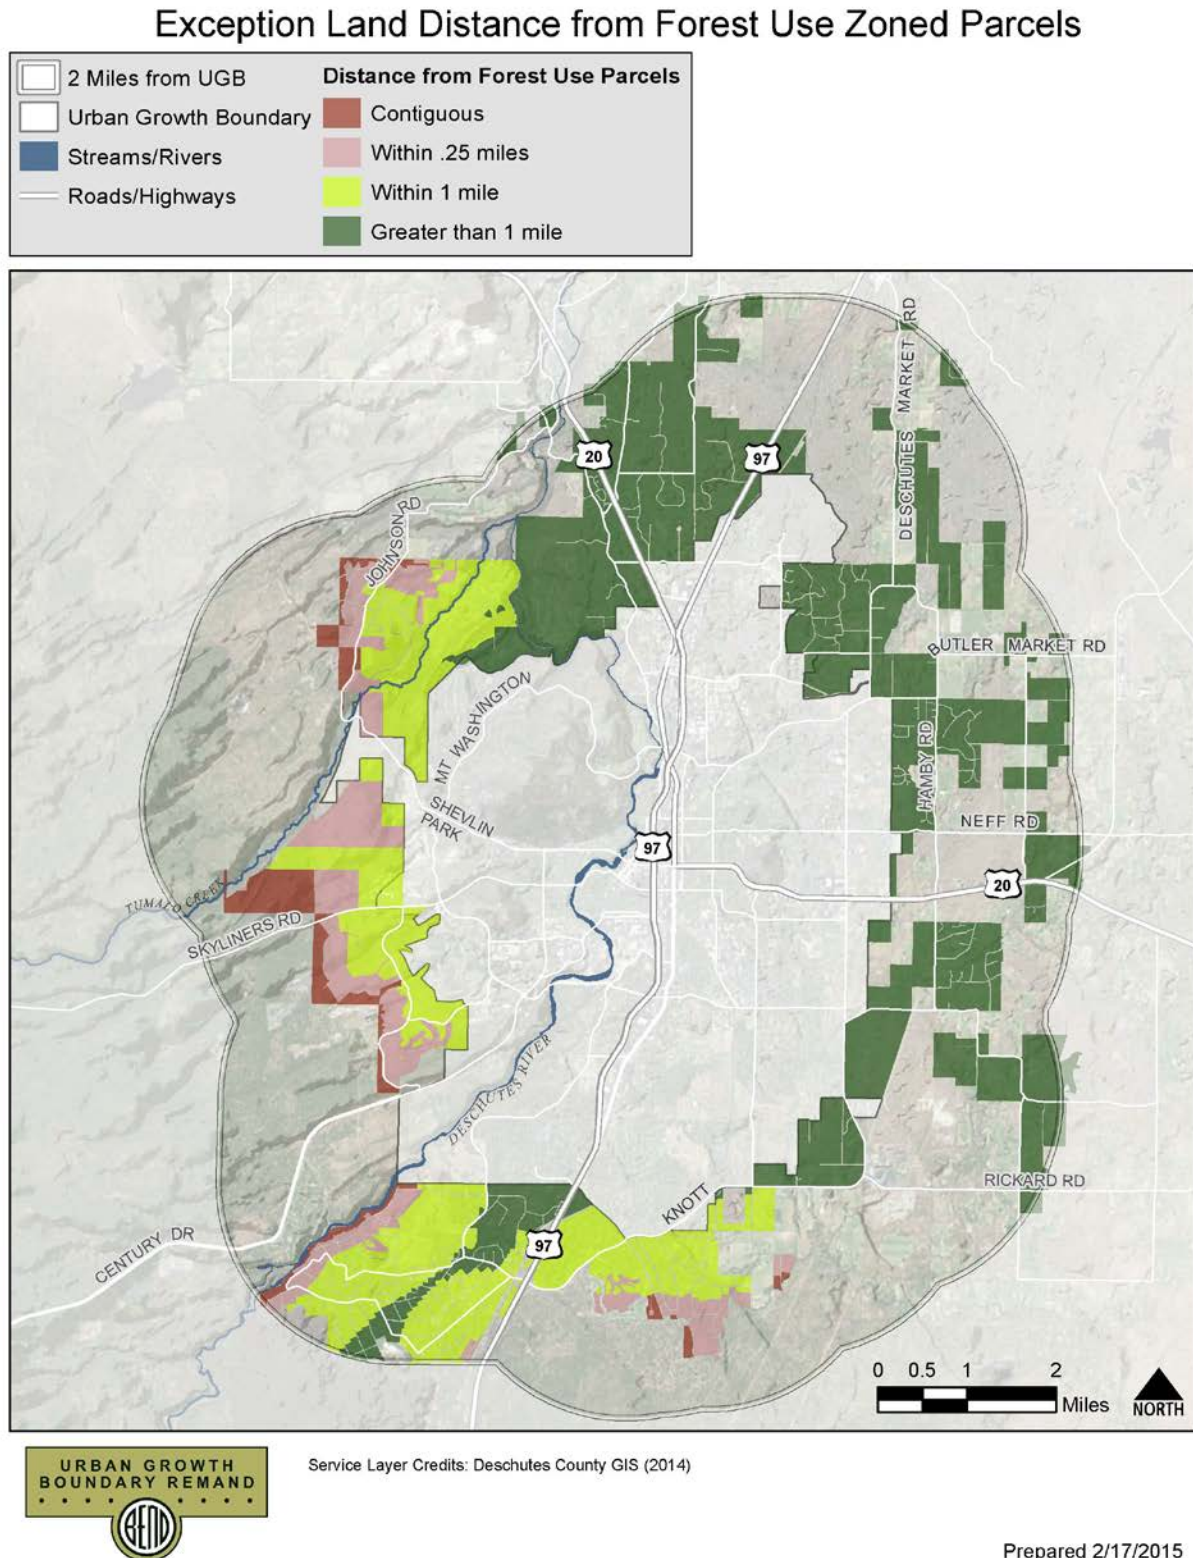 Exception Land Distance from Forest Use Zoned Parcels
2 Miles from UGB
Urban Growth Boundary
Streams/Rivers
Roads/Highways
Distance from Forest Use Parcels
Contiguous
Within .25 miles
Within 1 mile
Greater than 1 mile
DESCHUTES MARKET RD
20
97
JOHNSON RD
BUTLER MARKET RD
MT WASHINGTON
HAMBY RD
SHEVLIN
PARK
NEFF RD
97
20
TUMALO CREEK
SKYLINERS RD
DESCHUTES RIVER
RICKARD RD
KNOTT
CENTURY DR
97
0 0.5 1 2
Miles
NORTH
URBAN GROWTH
BOUNDARY REMAND
BEND
Service Layer Credits: Deschutes County GIS (2014)
Prepared 2/17/2015